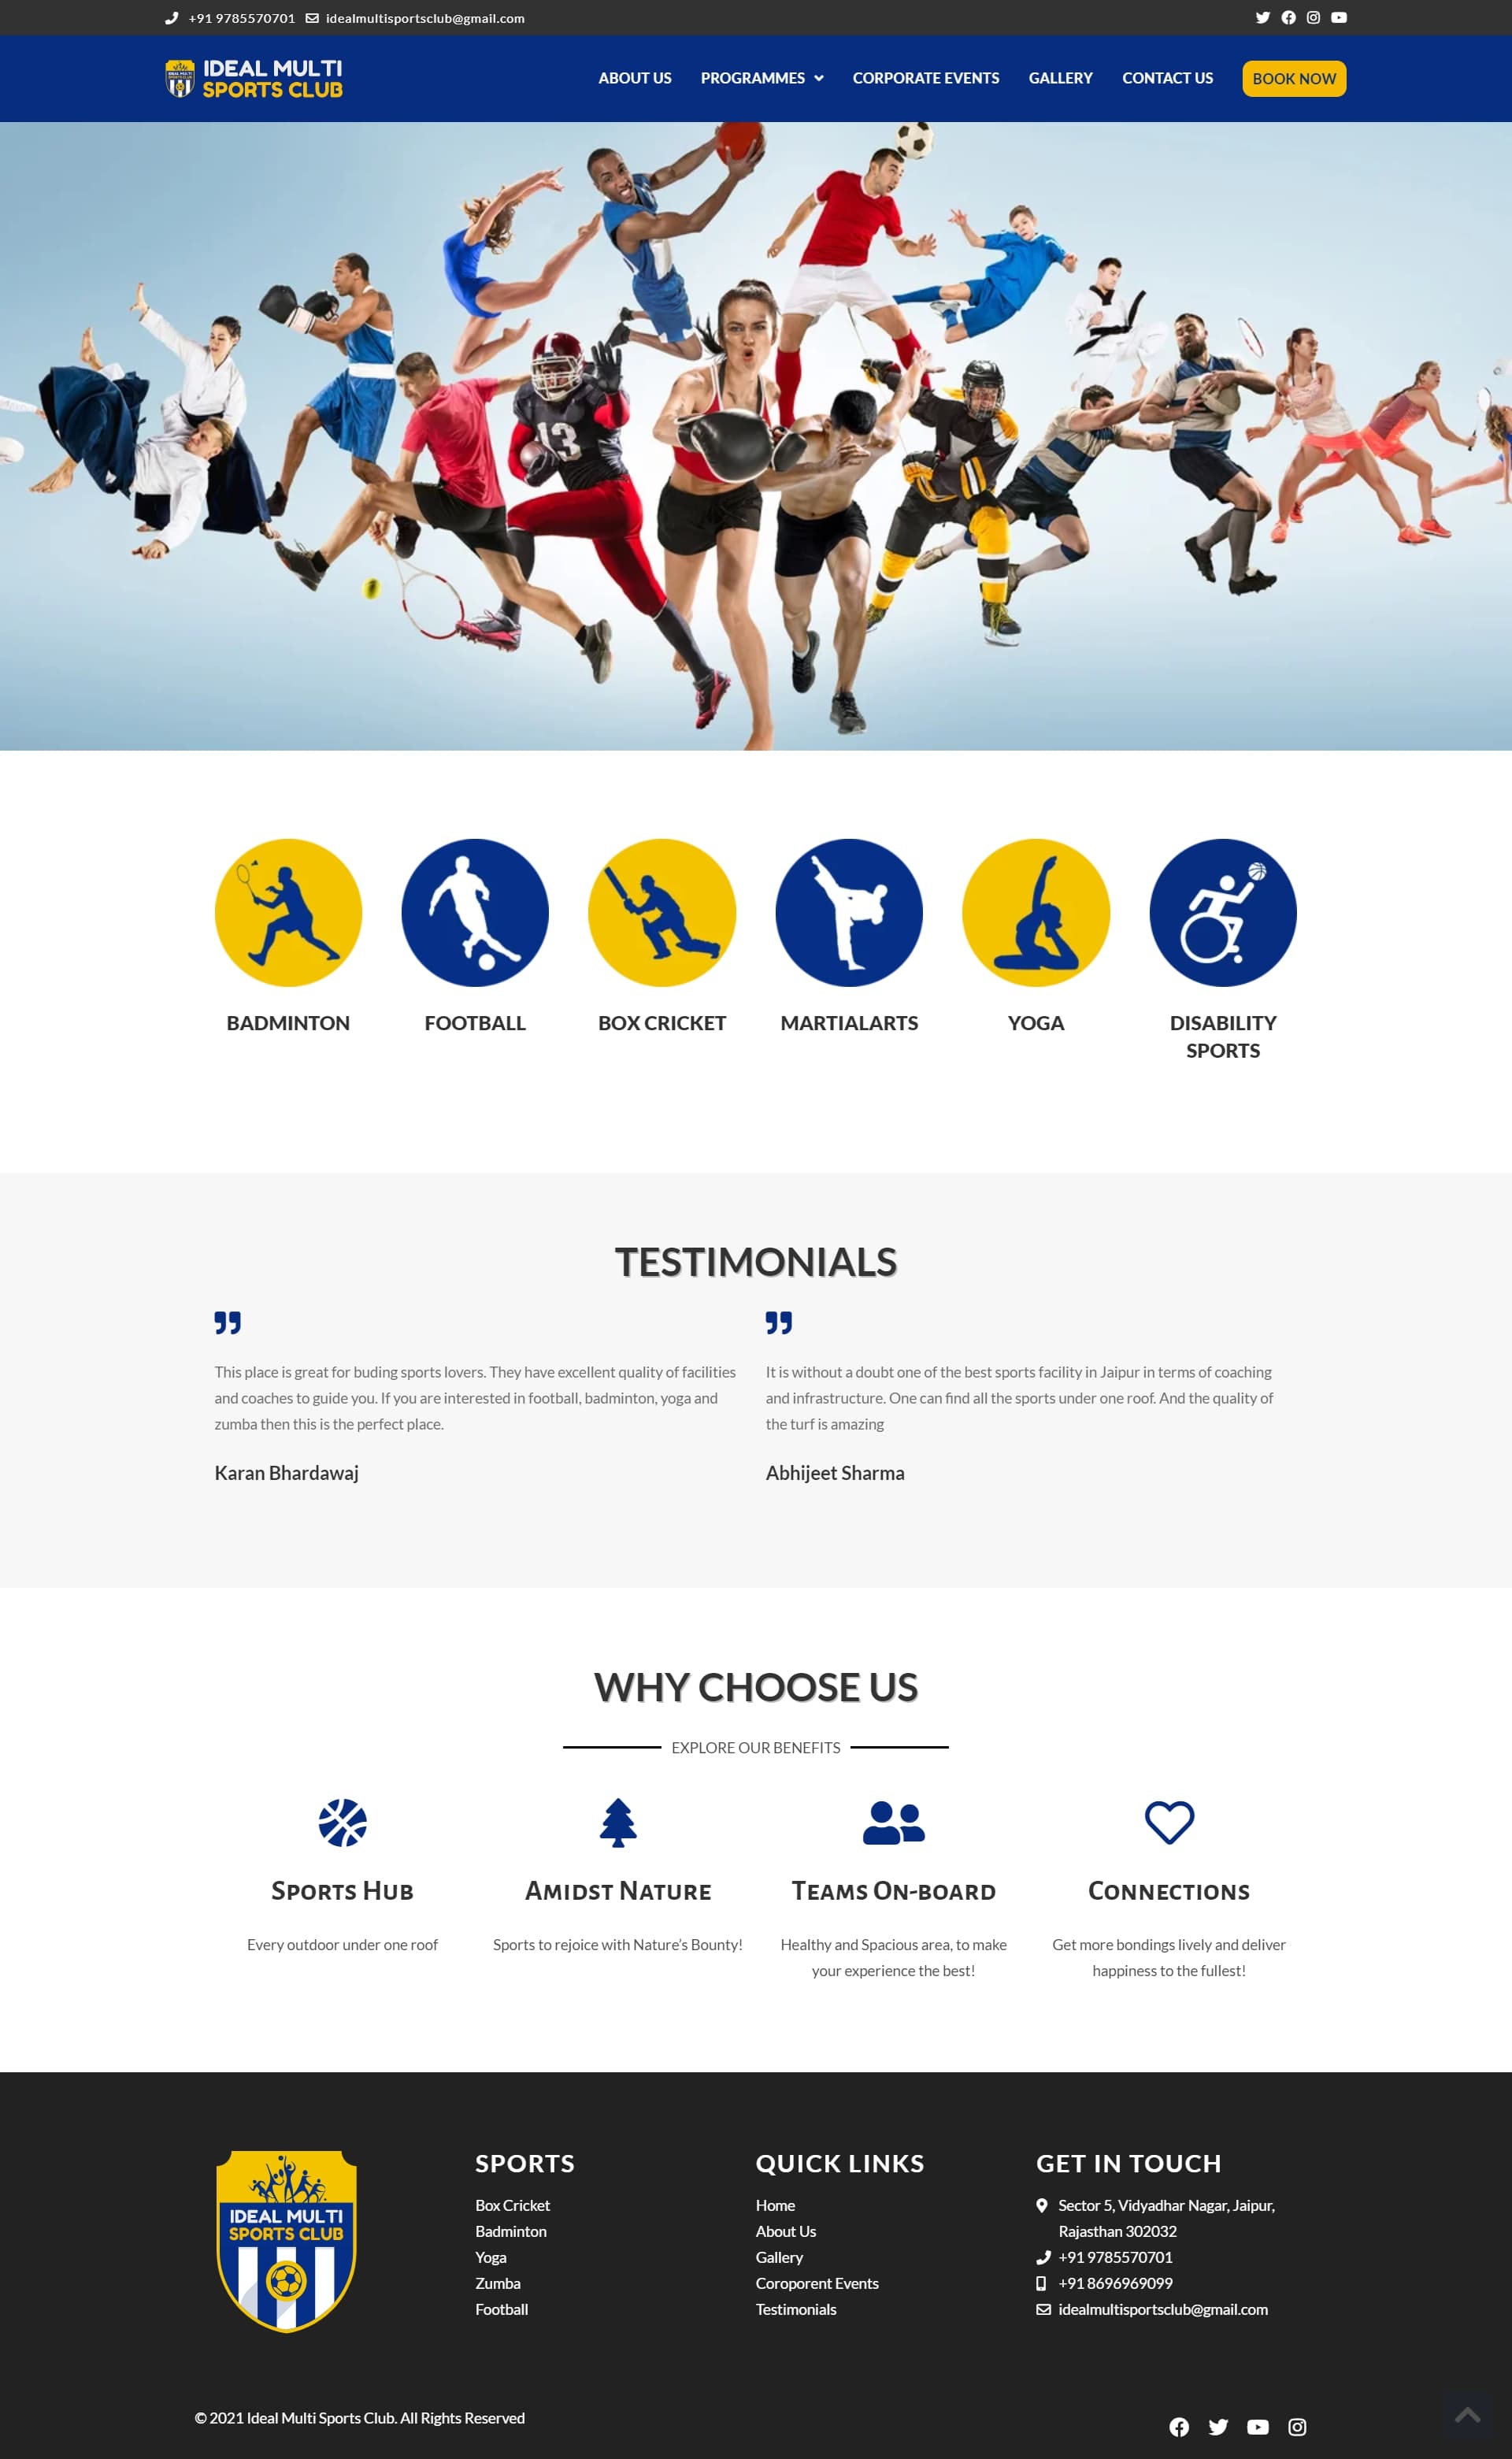 +91 9785570701 idealmultisportsclub@gmail.com
IDEAL MULTI
SPORTS CLUB
ABOUT US PROGRAMMES CORPORATE EVENTS GALLERY CONTACT US BOOK NOW
13
BADMINTON
FOOTBALL
BOX CRICKET
MARTIALARTS
YOGA
DISABILITY
SPORTS
TESTIMONIALS
This place is great for buding sports lovers. They have excellent quality of facilities
and coaches to guide you. If you are interested in football, badminton, yoga and
zumba then this is the perfect place.
Karan Bhardawaj
It is without a doubt one of the best sports facility in Jaipur in terms of coaching
and infrastructure. One can find all the sports under one roof. And the quality of
the turf is amazing
Abhijeet Sharma
WHY CHOOSE US
EXPLORE OUR BENEFITS
Sports Hub
Every outdoor under one roof
Amidst Nature
Sports to rejoice with Nature's Bounty!
Teams On-board
Healthy and Spacious area, to make
your experience the best!
Connections
Get more bondings lively and deliver
happiness to the fullest!
IDEAL MULTI
SPORTS CLUB
SPORTS
Box Cricket
Badminton
Yoga
Zumba
Football
QUICK LINKS
Home
About Us
Gallery
Coroporent Events
Testimonials
GET IN TOUCH
Sector 5, Vidyadhar Nagar, Jaipur,
Rajasthan 302032
+91 9785570701
+91 8696969099
idealmultisportsclub@gmail.com
© 2021 Ideal Multi Sports Club. All Rights Reserved